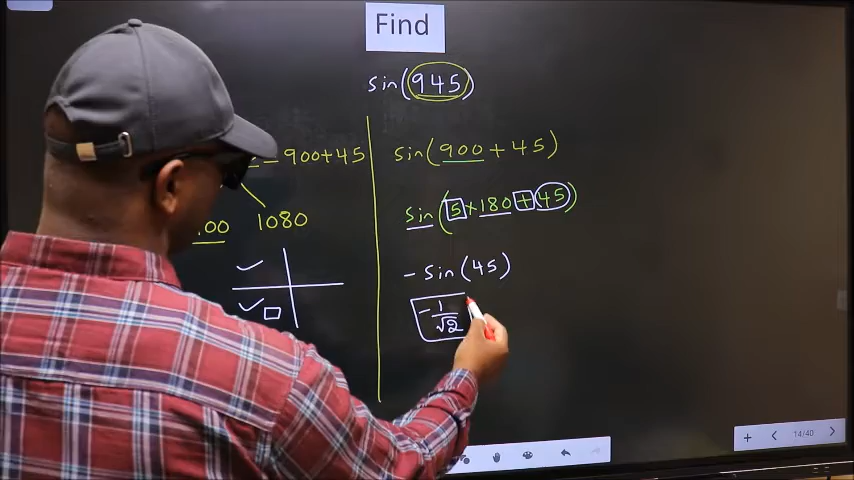 Find
sin(945)
= 900+45
.00 1080
sin(900+45)
sin(5×180+45)
-sin(45)
-1/√2
14/40